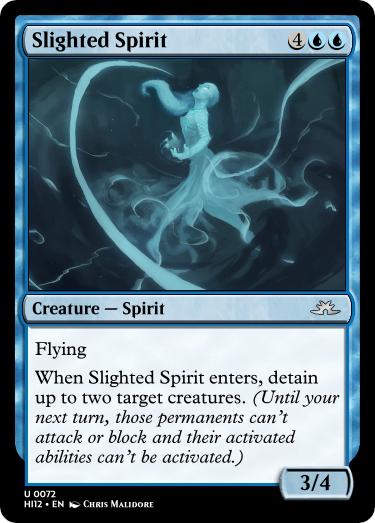 Slighted Spirit 4
Creature — Spirit
Flying
When Slighted Spirit enters, detain
up to two target creatures. (Until your
next turn, those permanents can't
attack or block and their activated
abilities can't be activated.)
3/4
U 0072
HI12 • EN Chris Malidore